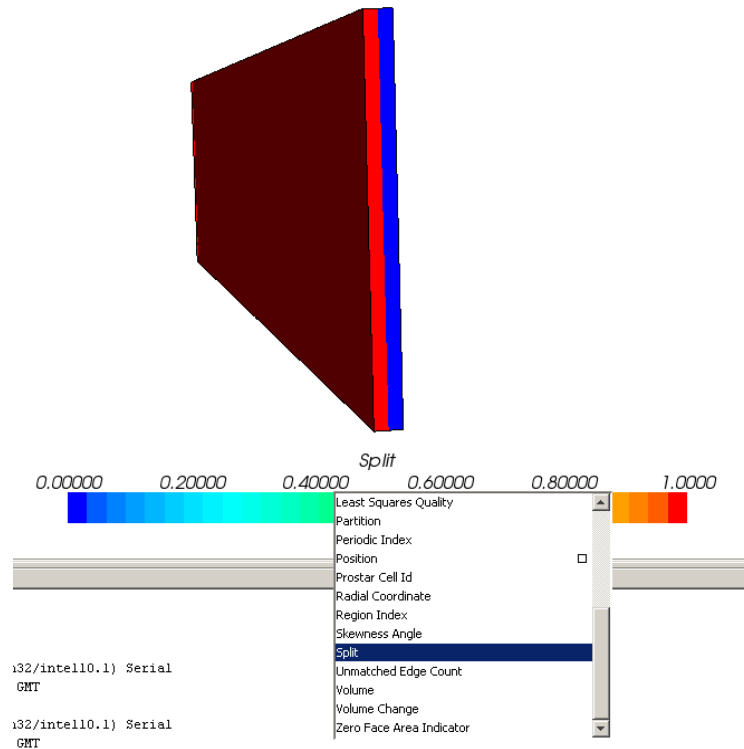 Split
0.00000 0.20000 0.40000 0.60000 0.80000 1.0000
Least Squares Quality
Partition
Periodic Index
Position
Prostar Cell Id
Radial Coordinate
Region Index
Skewness Angle
Split
Unmatched Edge Count
Volume
Volume Change
Zero Face Area Indicator
32/intel10.1) Serial
GMT
32/intel10.1) Serial
GMT